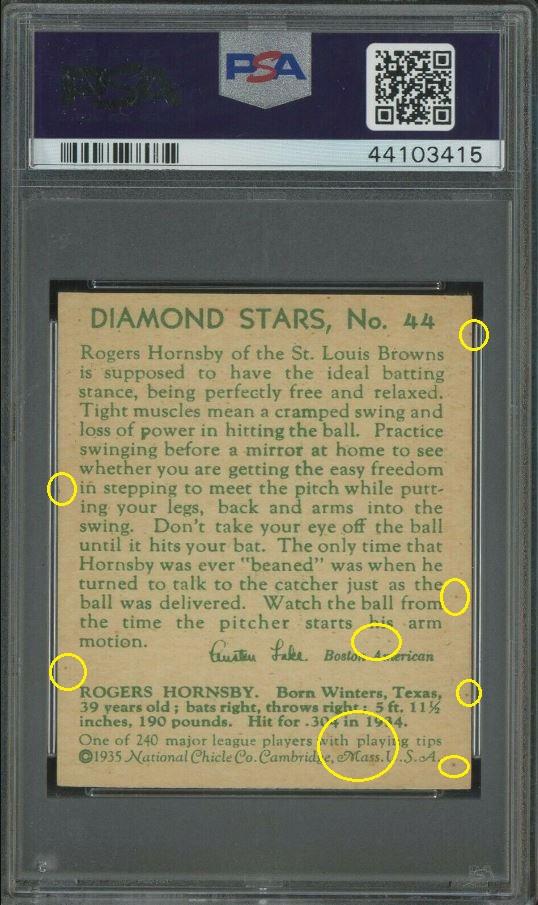 PSA
PSA
44103415
DIAMOND STARS, No. 44
Rogers Hornsby of the St. Louis Browns
is supposed to have the ideal batting
stance, being perfectly free and relaxed.
Tight muscles mean a cramped swing and
loss of power in hitting the ball. Practice
swinging before a mirror at home to see
whether you are getting the easy freedom
in stepping to meet the pitch while putt-
ing your legs, back and arms into the
swing. Don't take your eye off the ball
until it hits your bat. The only time that
Hornsby was ever "beaned" was when he
turned to talk to the catcher just as the
ball was delivered. Watch the ball from
the time the pitcher starts his arm
motion.
Austen Lake Boston American
ROGERS HORNSBY. Born Winters, Texas,
39 years old; bats right, throws right; 5 ft. 11½
inches, 190 pounds. Hit for .304 in 1934.
One of 240 major league players with playing tips
©1935 National Chicle Co. Cambridge, Mass. U.S.A.
PSA